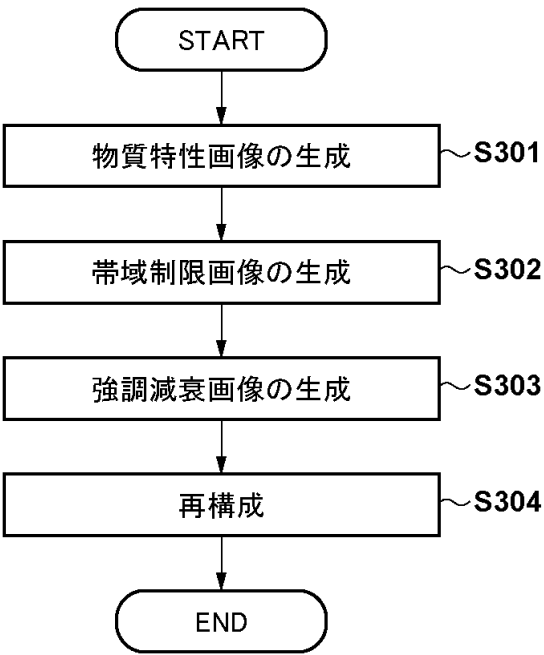 START
物質特性画像の生成
S301
帯域制限画像の生成
S302
強調減衰画像の生成
S303
再構成
S304
END